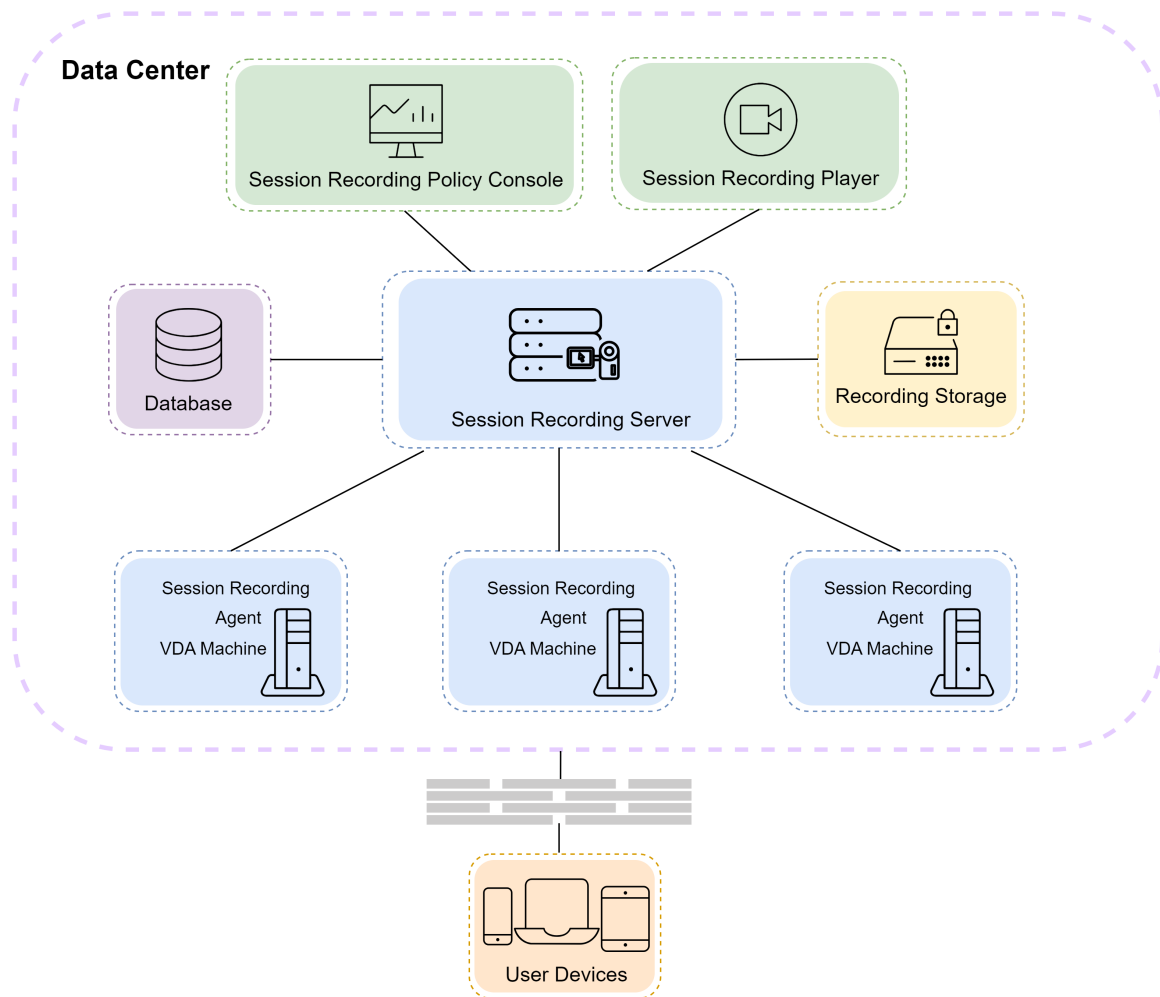 Data Center
Session Recording Policy Console
Session Recording Player
Database
Session Recording Server
Recording Storage
Session Recording
Agent
VDA Machine
Session Recording
Agent
VDA Machine
Session Recording
Agent
VDA Machine
User Devices